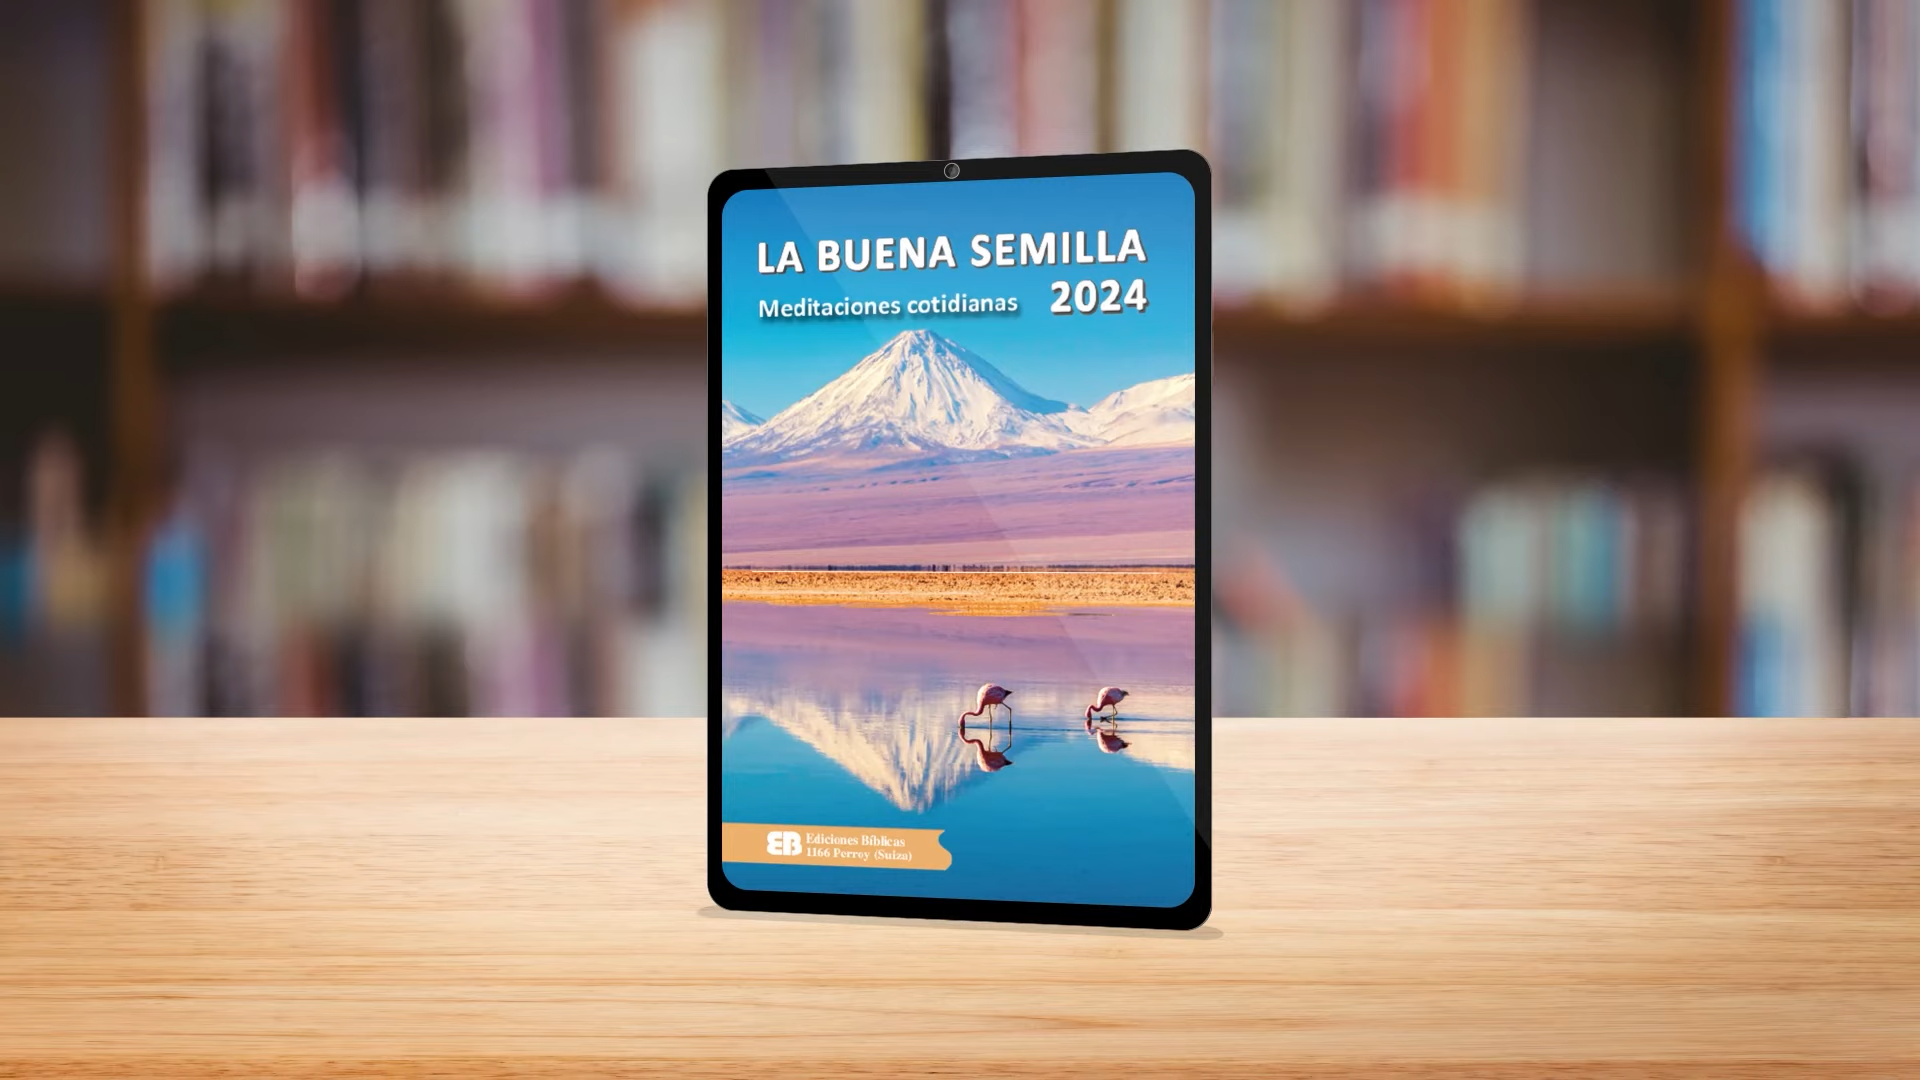 LA BUENA SEMILLA
Meditaciones cotidianas 2024
EB Ediciones Bíblicas
1166 Perroy (Suiza)